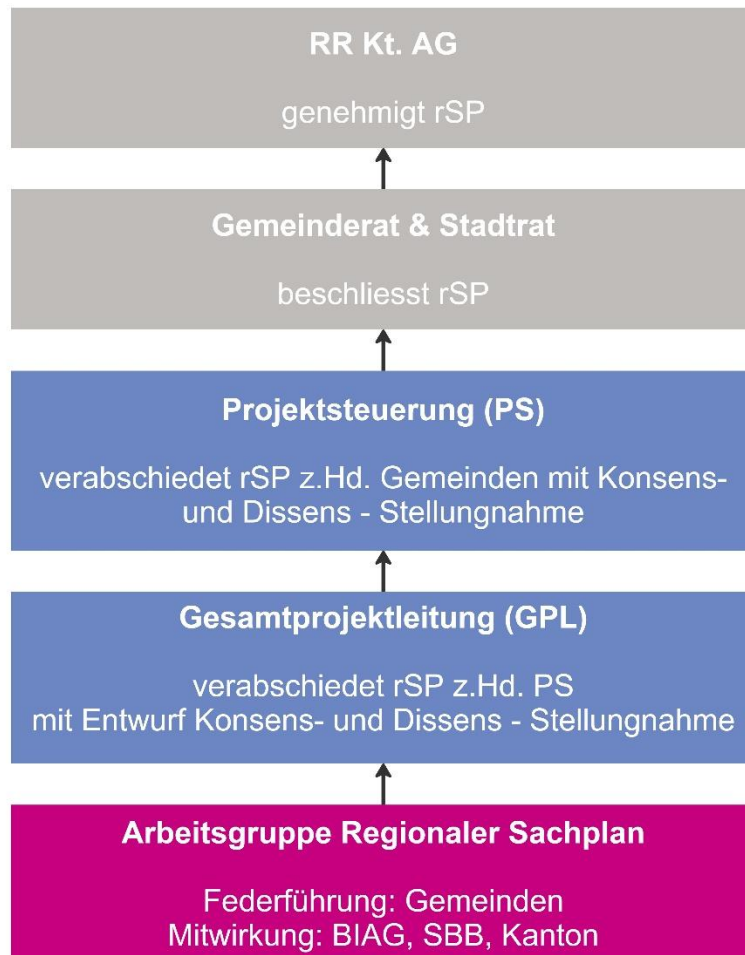 RR Kt. AG
genehmigt rSP
Gemeinderat & Stadtrat
beschliesst rSP
Projektsteuerung (PS)
verabschiedet rSP z.Hd. Gemeinden mit Konsens-
und Dissens - Stellungnahme
Gesamtprojektleitung (GPL)
verabschiedet rSP z.Hd. PS
mit Entwurf Konsens- und Dissens - Stellungnahme
Arbeitsgruppe Regionaler Sachplan
Federführung: Gemeinden
Mitwirkung: BIAG, SBB, Kanton